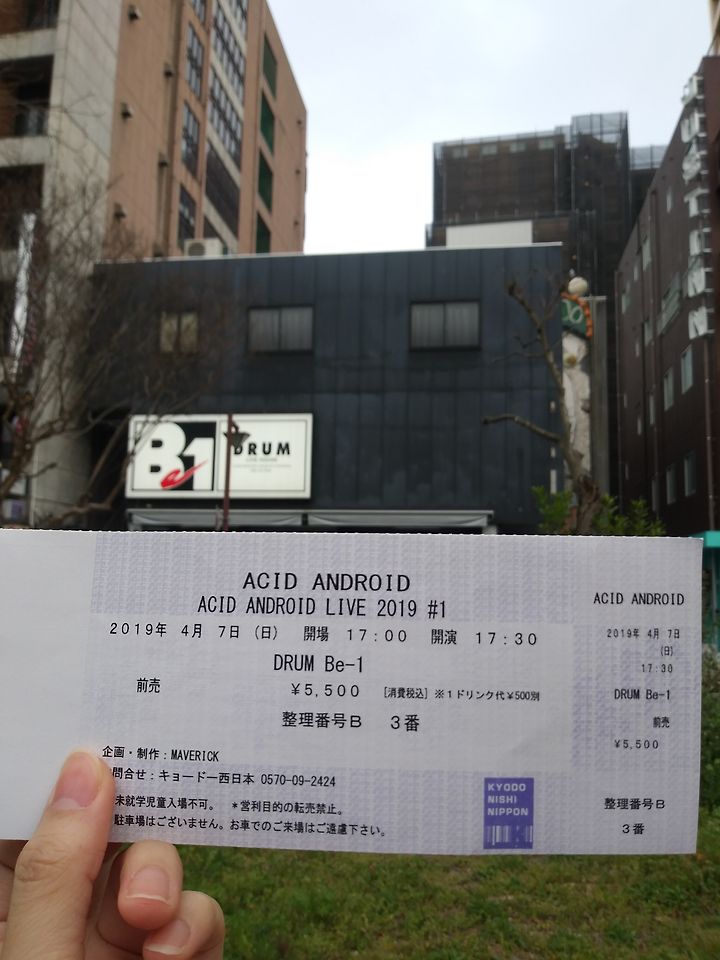 Be1
DRUM
LIVE HOUSE
ACID ANDROID
ACID ANDROID LIVE 2019 #1
2019年 4月 7日 (日) 開場 17:00 開演 17:30
DRUM Be-1
前売
¥5,500 [消費税込] ※1ドリンク代¥500別
整理番号B 3番
企画・制作：MAVERICK
問合せ：キョードー西日本 0570-09-2424
未就学児童入場不可。 *営利目的の転売禁止。
駐車場はございません。お車でのご来場はご遠慮下さい。
KYODO
NISHI
NIPPON
ACID ANDROID
2019年 4月 7日
(日)
17:30
DRUM Be-1
前売
¥5,500
整理番号B
3番